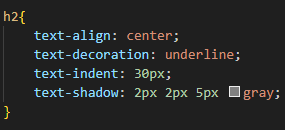 h2{
    text-align: center;
    text-decoration: underline;
    text-indent: 30px;
    text-shadow: 2px 2px 5px gray;
}